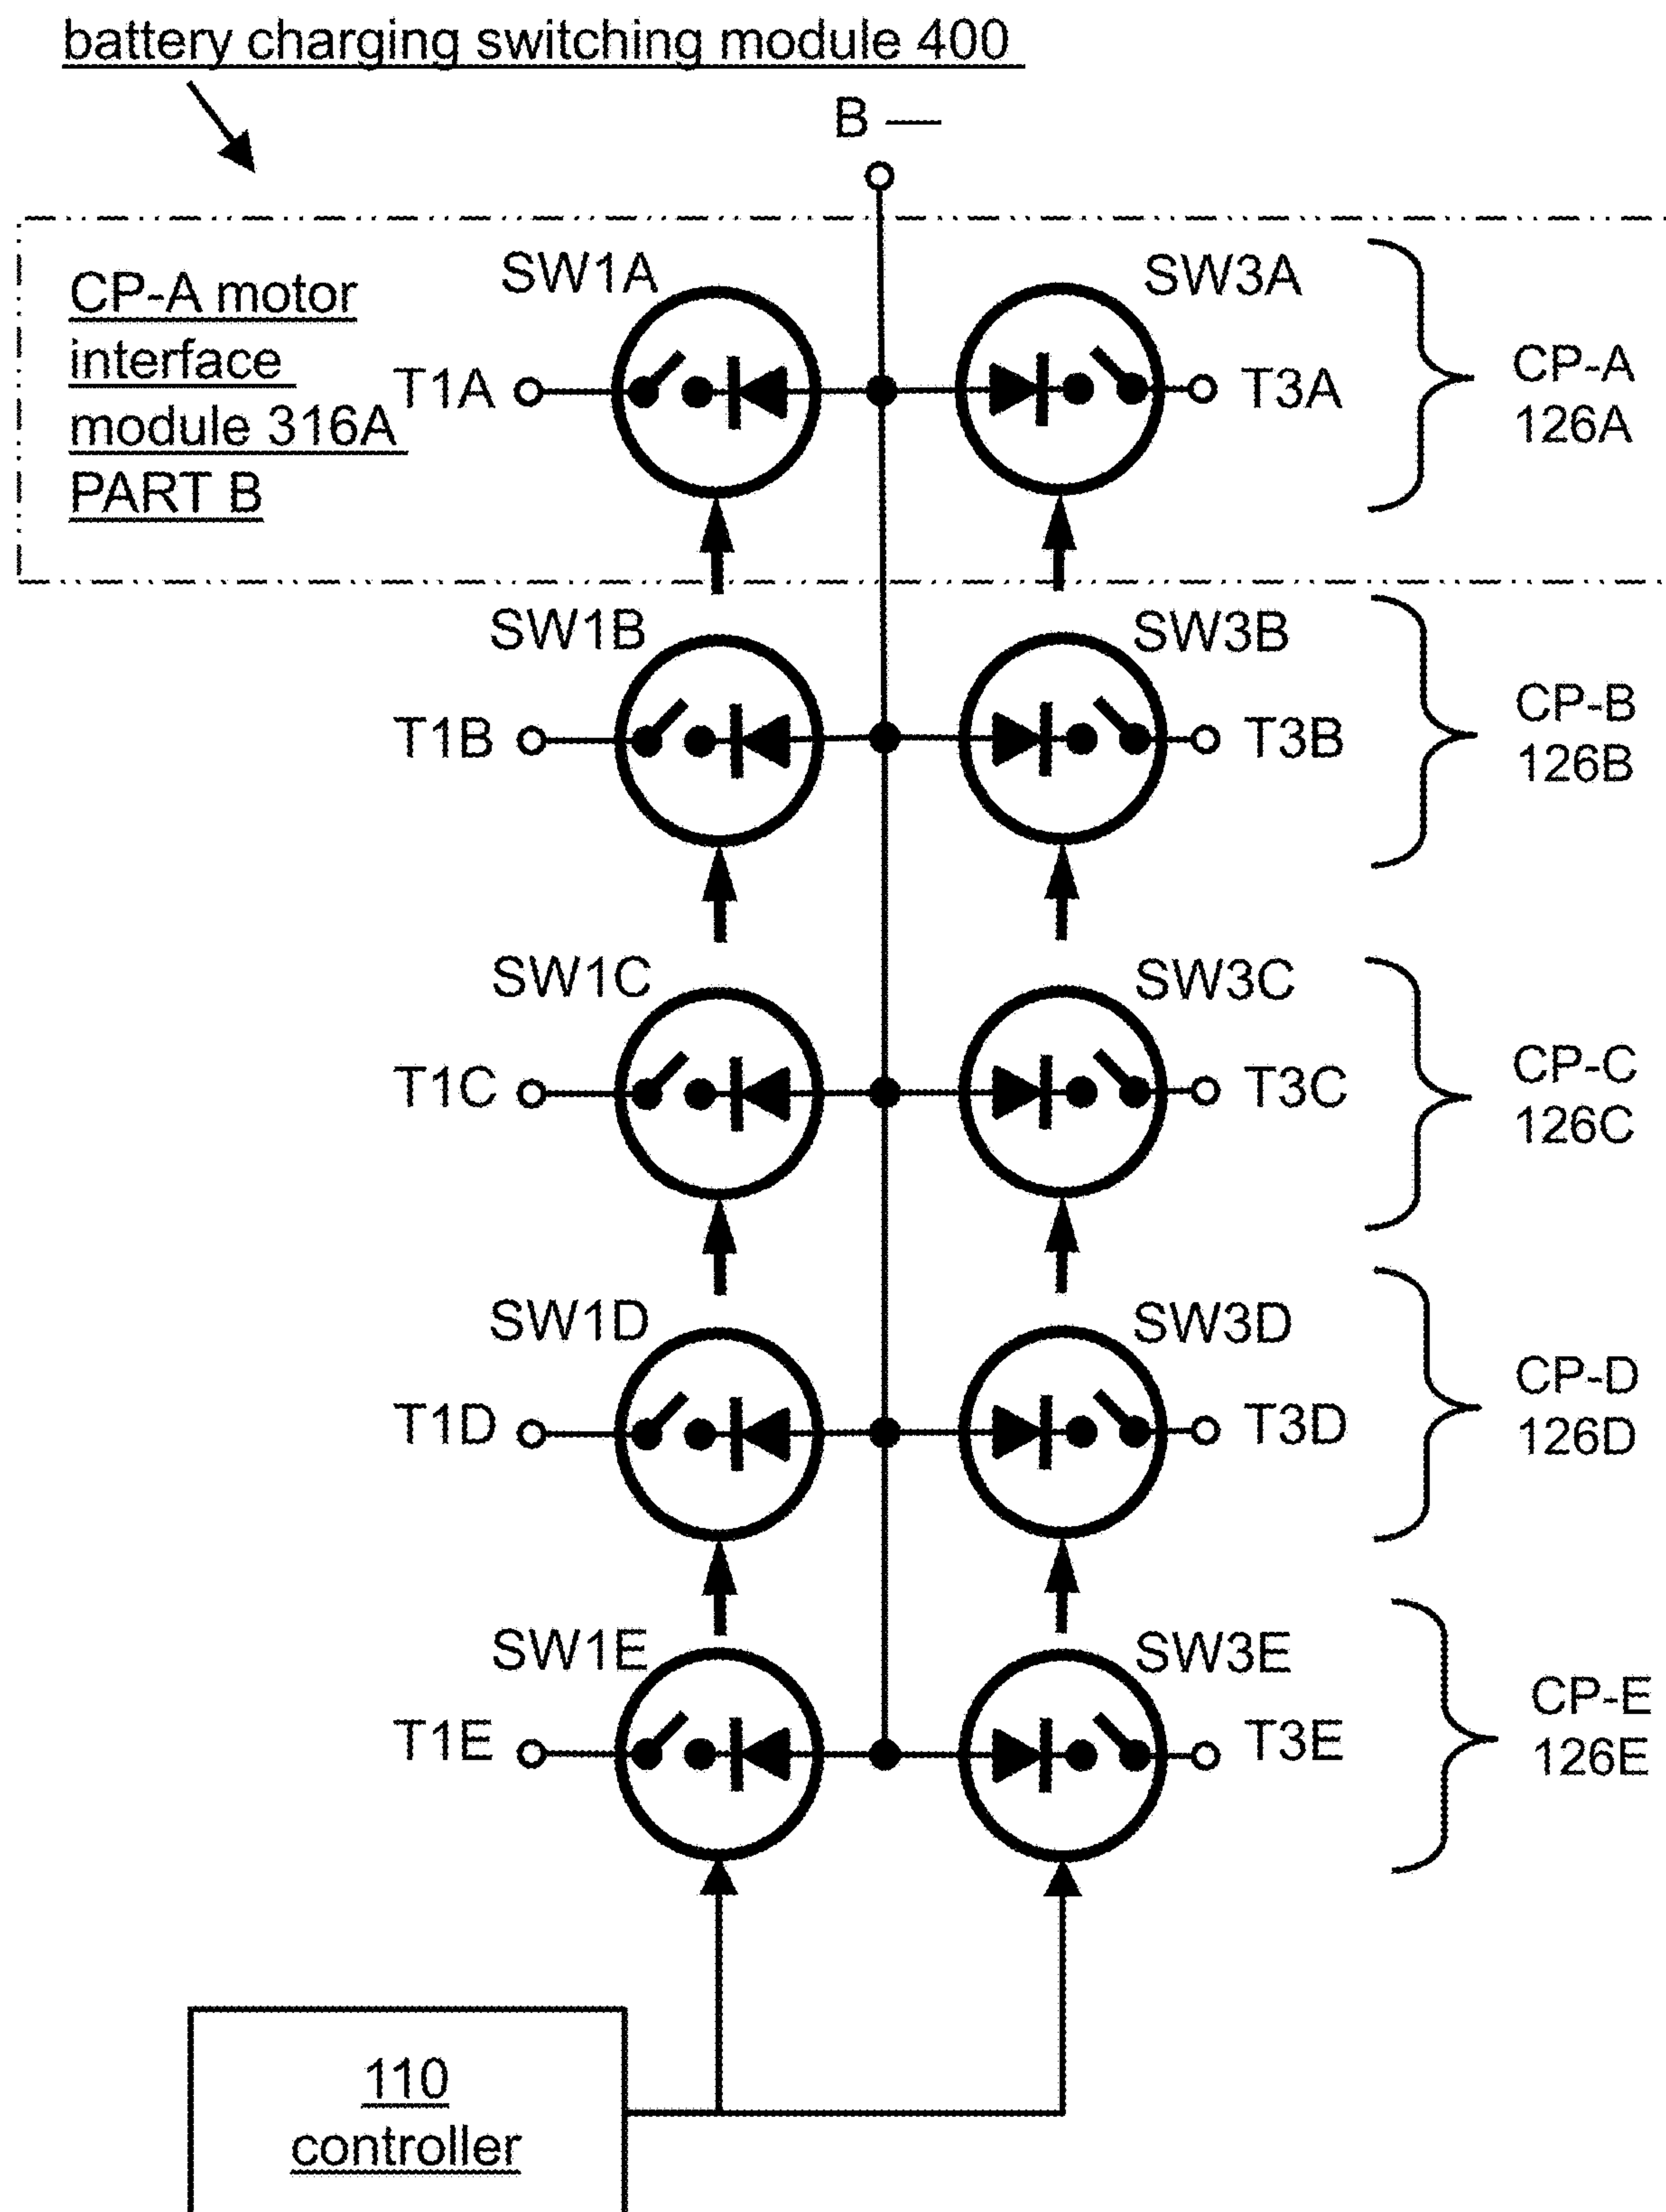 battery charging switching module 400
B —
SW1A
SW3A
CP-A motor
interface
module 316A
PART B
T1A
T3A
CP-A
126A
SW1B
SW3B
T1B
T3B
CP-B
126B
SW1C
SW3C
T1C
T3C
CP-C
126C
SW1D
SW3D
T1D
T3D
CP-D
126D
SW1E
SW3E
T1E
T3E
CP-E
126E
110
controller